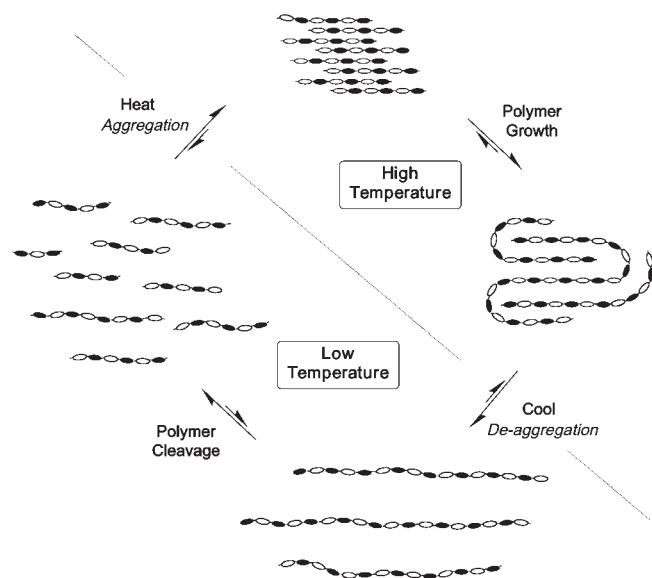 Heat
Aggregation
Polymer
Growth
High
Temperature
Low
Temperature
Cool
De-aggregation
Polymer
Cleavage